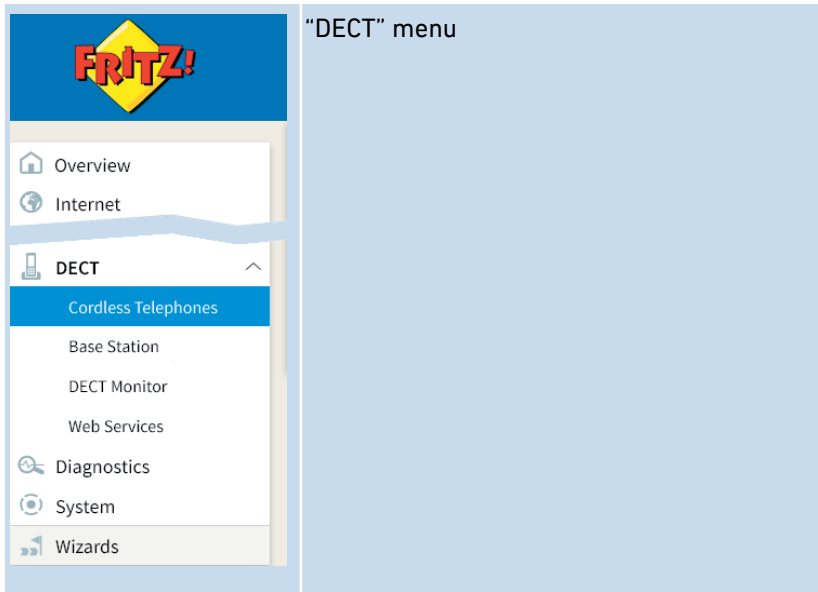 FRITZ!
“DECT” menu
Overview
Internet
DECT
Cordless Telephones
Base Station
DECT Monitor
Web Services
Diagnostics
System
Wizards